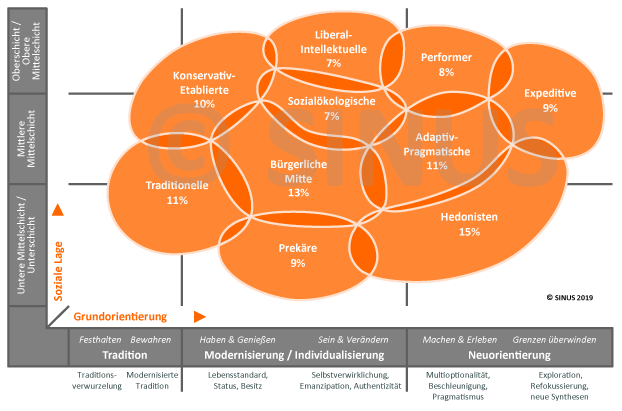 Oberschicht /
Obere
Mittelschicht
Mittlere
Mittelschicht
Untere Mittelschicht /
Unterschicht
Soziale Lage
Grundorientierung
Liberal-
Intellektuelle
7%
Performer
8%
Konservativ-
Etablierte
10%
Expeditive
9%
Sozialökologische
7%
Adaptiv-
Pragmatische
11%
Bürgerliche
Mitte
13%
Traditionelle
11%
Hedonisten
15%
Prekäre
9%
© SINUS
© SINUS 2019
Festhalten Bewahren
Tradition
Haben & Genießen Sein & Verändern
Modernisierung / Individualisierung
Machen & Erleben Grenzen überwinden
Neuorientierung
Traditions-
verwurzelung
Modernisierte
Tradition
Lebensstandard,
Status, Besitz
Selbstverwirklichung,
Emanzipation, Authentizität
Multioptionalität,
Beschleunigung,
Pragmatismus
Exploration,
Refokussierung,
neue Synthesen